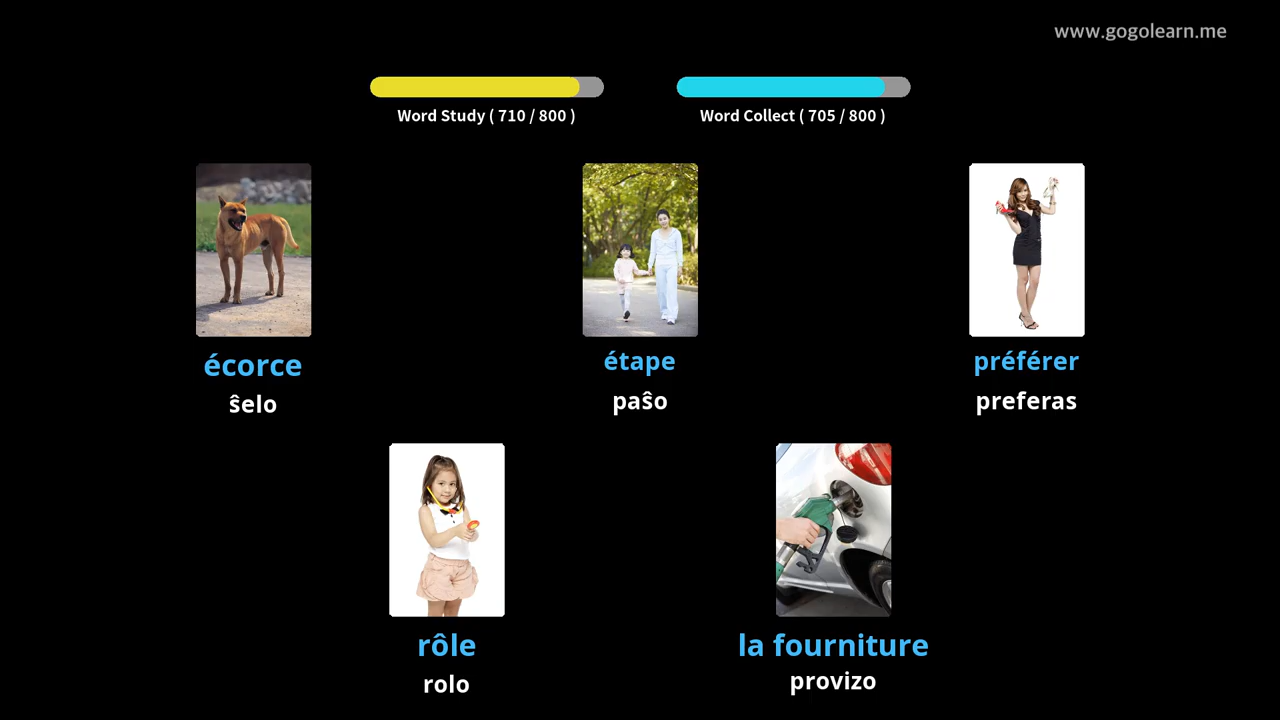 www.gogolearn.me
Word Study ( 710 / 800 )
Word Collect ( 705 / 800 )
écorce
ŝelo
étape
paŝo
préférer
preferas
rôle
rolo
la fourniture
provizo